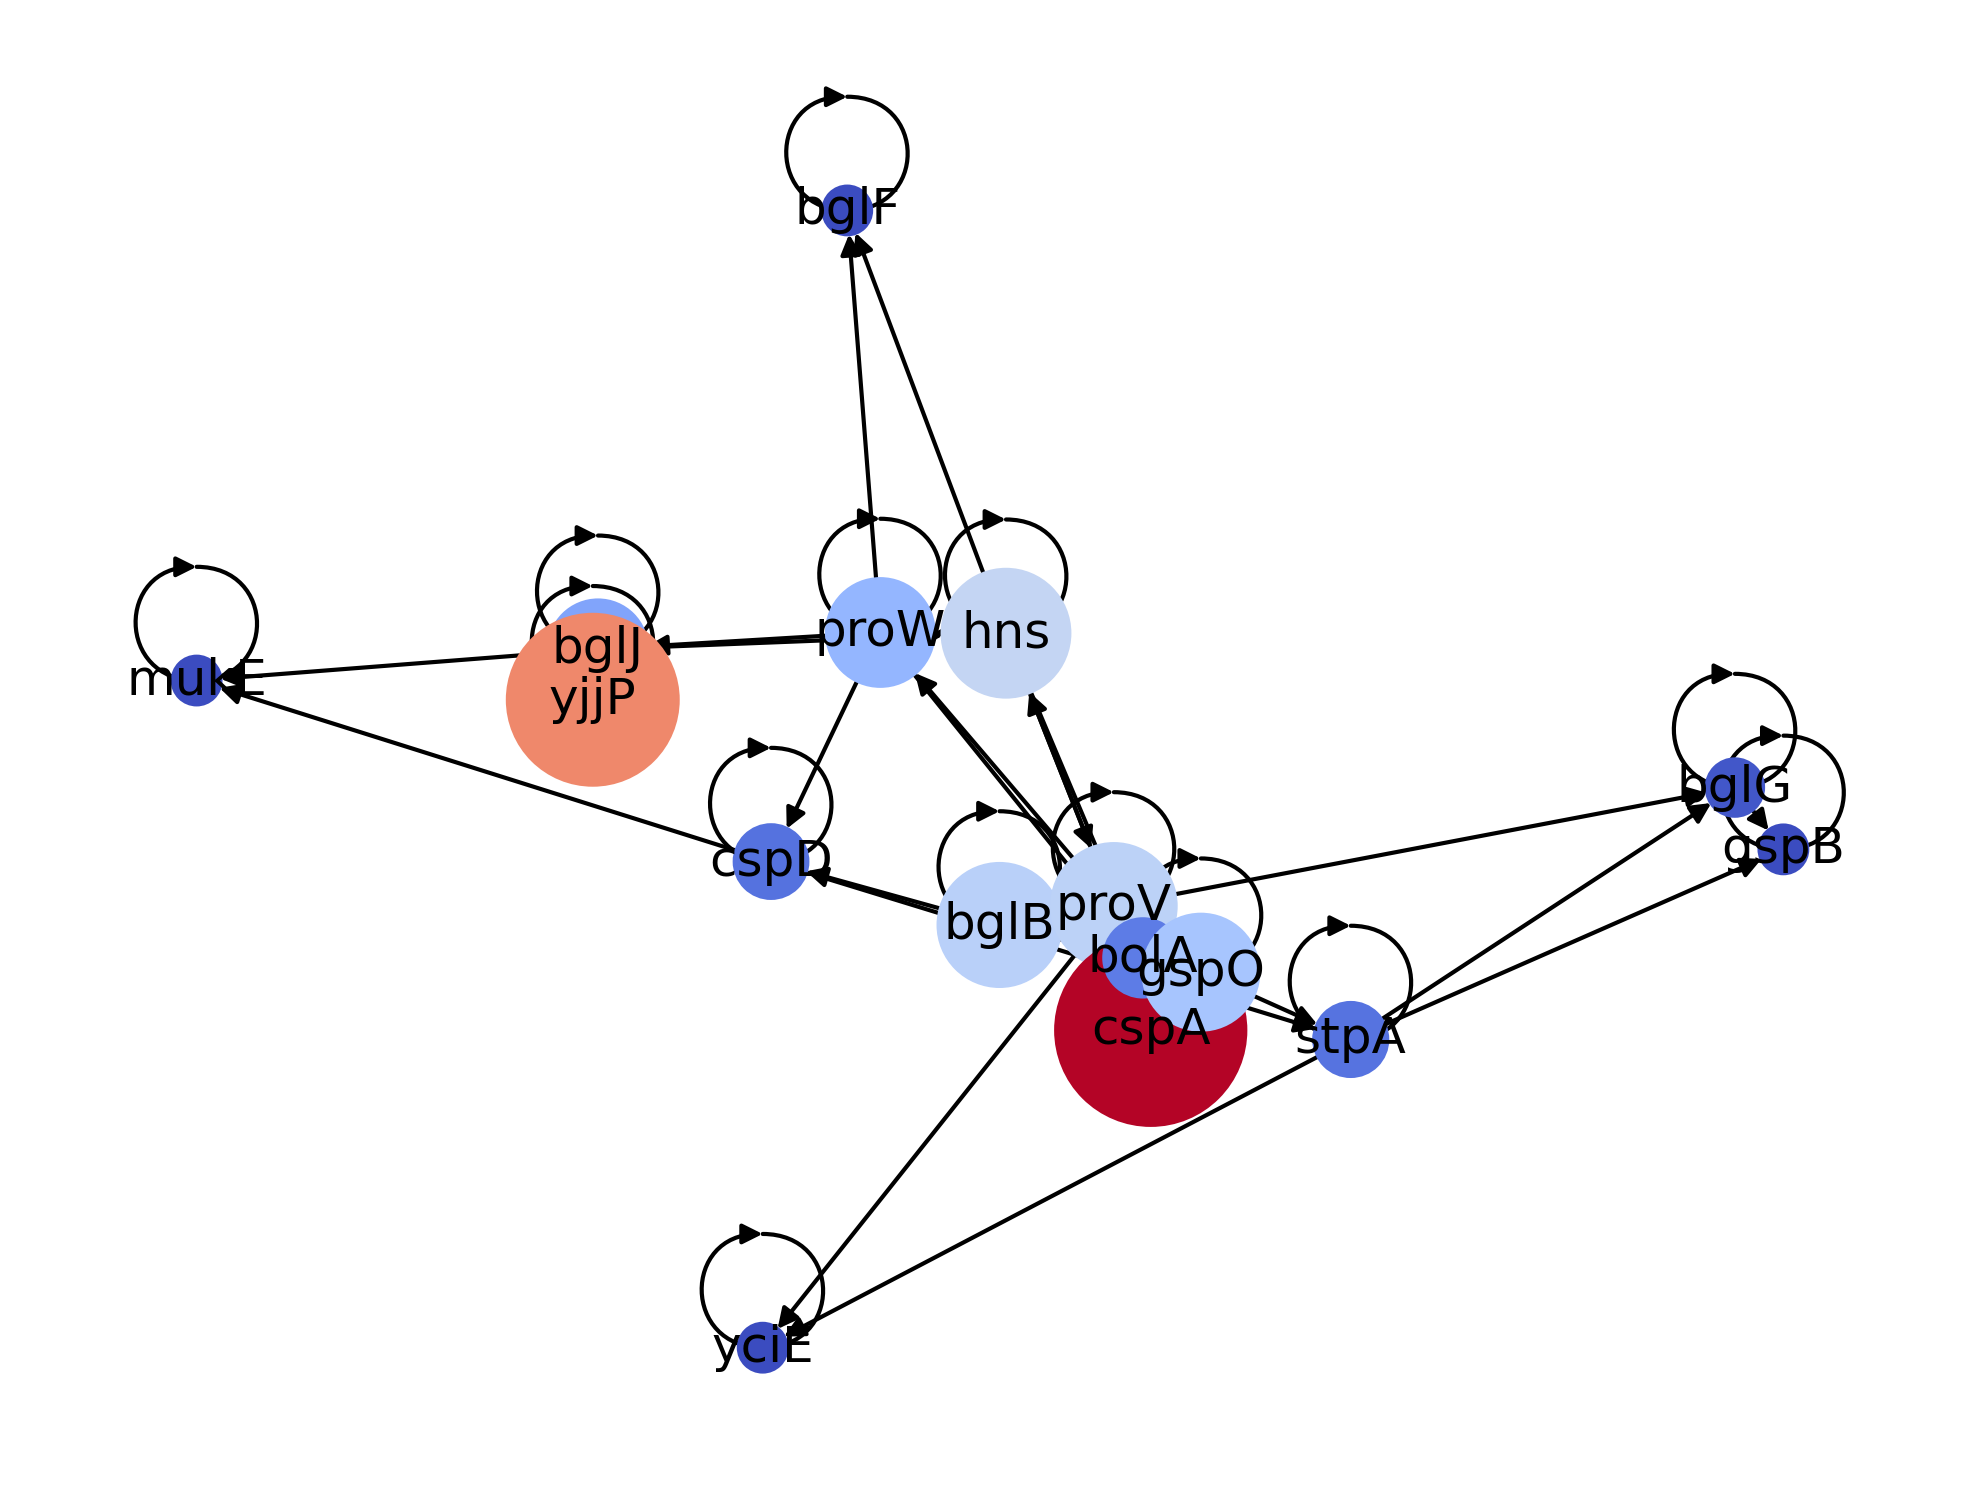 bglF
proW
hns
bglJ
mukE
yjjP
bglG
gspB
cspD
proV
bglB
bolA
gspO
cspA
stpA
yciE